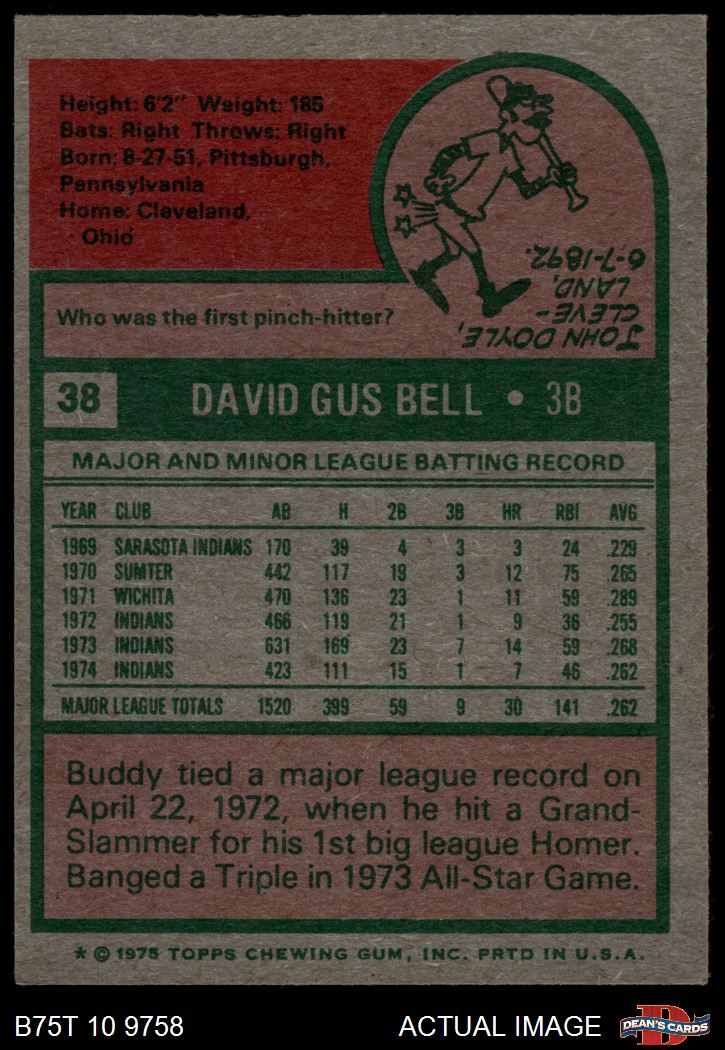 Height: 6'2" Weight: 185
Bats: Right Throws: Right
Born: 8-27-51, Pittsburgh,
Pennsylvania
Home: Cleveland,
Ohio
Who was the first pinch-hitter?
JOHN DOYLE,
CLEVE-
LAND,
6-7-1892.
38 DAVID GUS BELL • 3B
MAJOR AND MINOR LEAGUE BATTING RECORD
YEAR CLUB AB H 2B 3B HR RBI AVG
1969 SARASOTA INDIANS 170 39 4 3 3 24 .229
1970 SUMTER 442 117 19 3 12 75 .265
1971 WICHITA 470 136 23 1 11 59 .289
1972 INDIANS 466 119 21 1 9 36 .255
1973 INDIANS 631 169 23 7 14 59 .268
1974 INDIANS 423 111 15 1 7 46 .262
MAJOR LEAGUE TOTALS 1520 399 59 9 30 141 .262
Buddy tied a major league record on
April 22, 1972, when he hit a Grand-
Slammer for his 1st big league Homer.
Banged a Triple in 1973 All-Star Game.
* © 1975 TOPPS CHEWING GUM, INC. PRTD IN U.S.A.
B75T 10 9758 ACTUAL IMAGE D DEAN'S CARDS